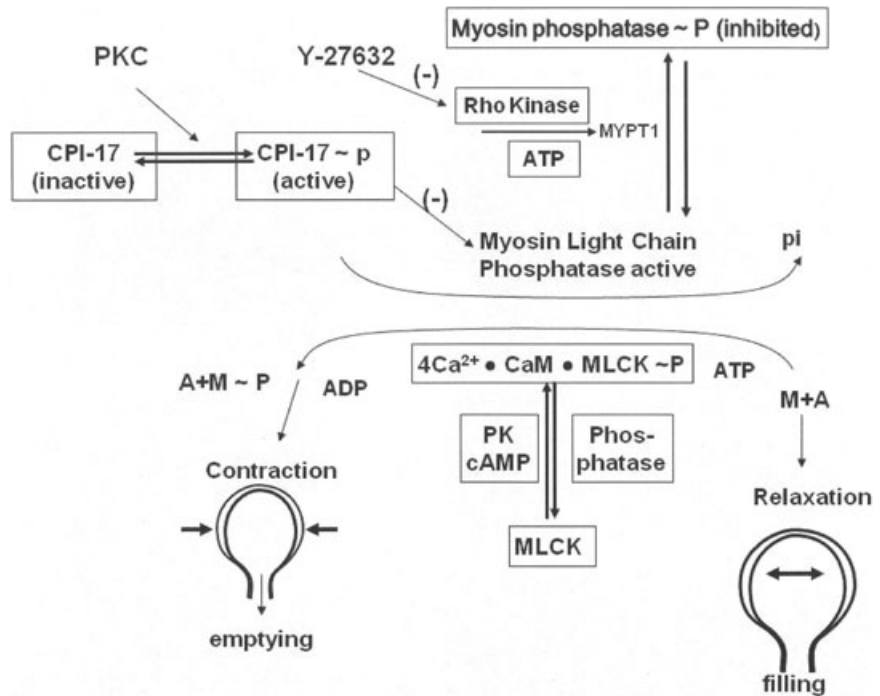 Myosin phosphatase ~ P (inhibited)
PKC
Y-27632
(-)
Rho Kinase
MYPT1
ATP
CPI-17
(inactive)
CPI-17 ~ p
(active)
(-)
Myosin Light Chain
Phosphatase active
pi
4Ca²⁺ • CaM • MLCK ~P
A+M ~ P
ADP
ATP
M+A
PK
cAMP
Phos-
phatase
Contraction
Relaxation
MLCK
emptying
filling